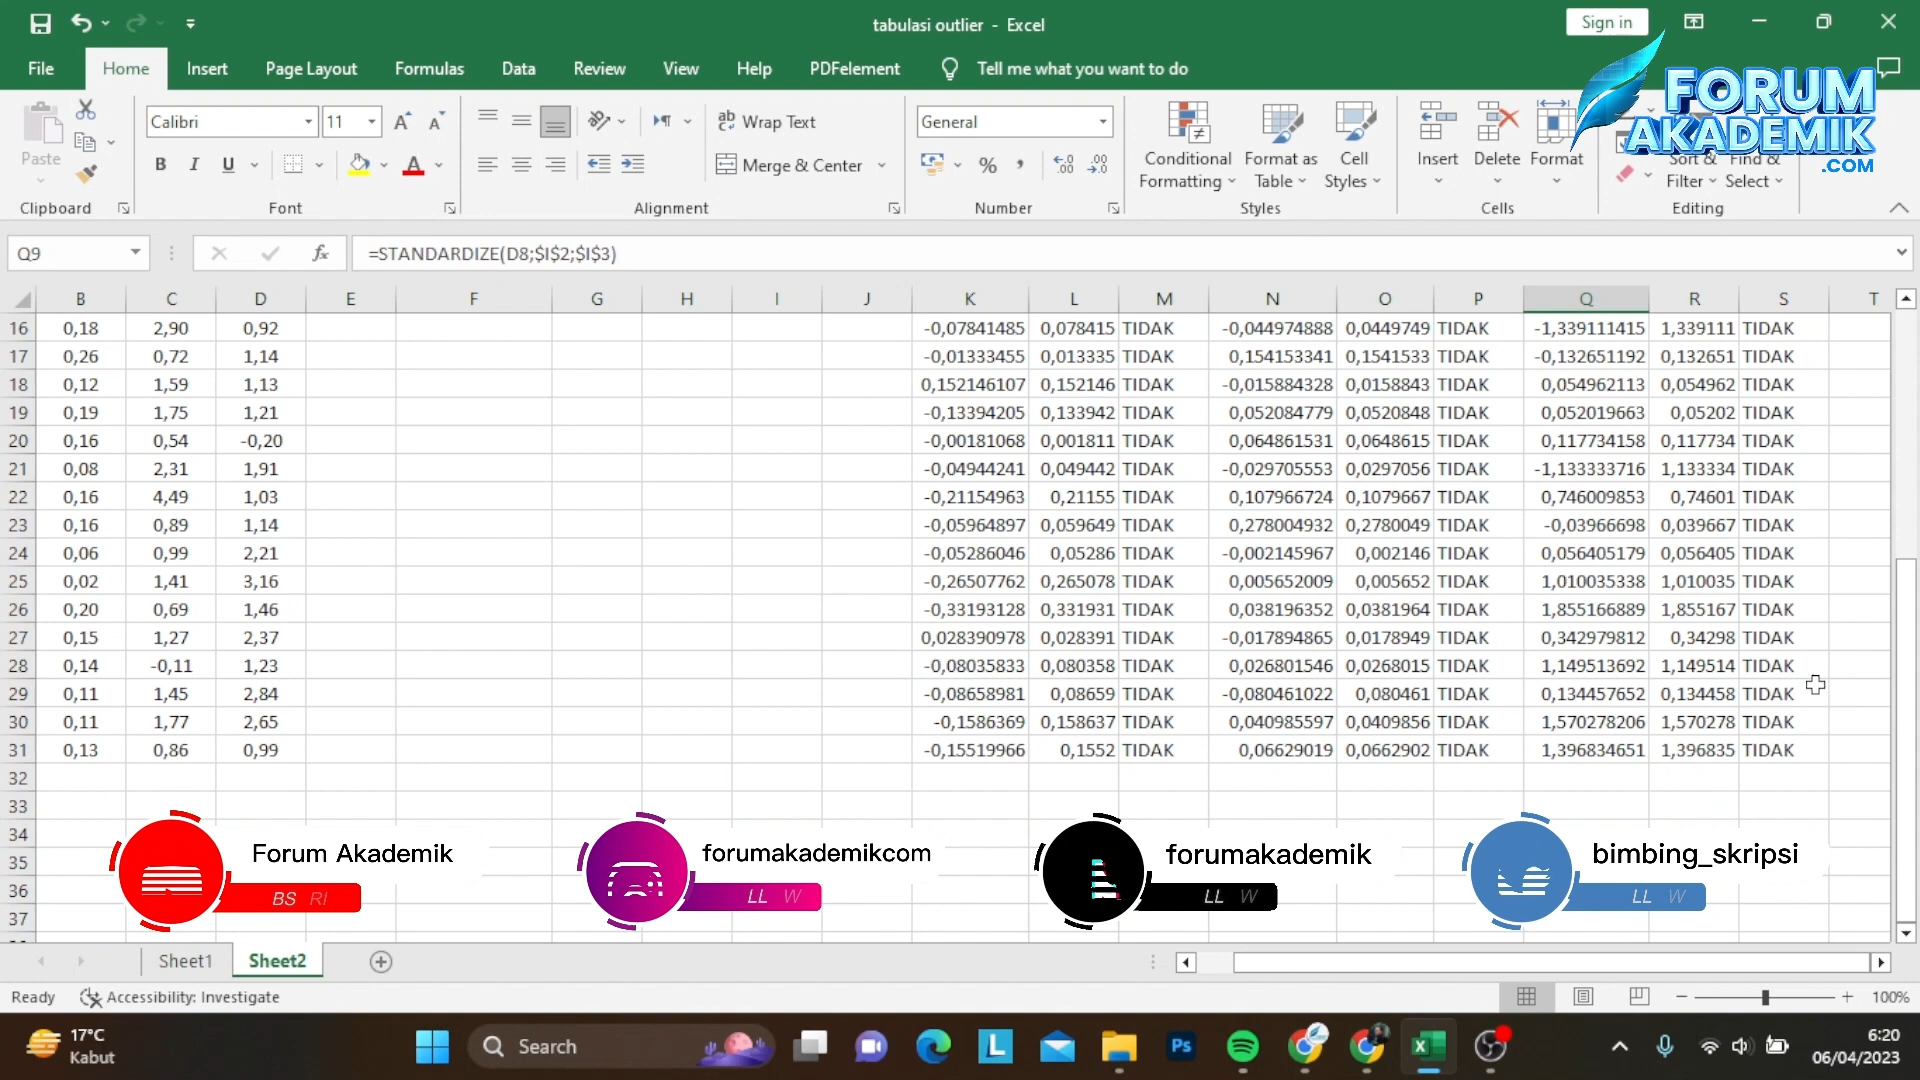 tabulasi outlier - Excel
Sign in
File Home Insert Page Layout Formulas Data Review View Help PDFelement Tell me what you want to do
FORUM
AKADEMIK
.COM
Calibri 11 Wrap Text General
Paste B I U Merge & Center % Conditional Formatting Format as Table Cell Styles Insert Delete Format Sort & Filter Find & Select
Clipboard Font Alignment Number Styles Cells Editing
Q9 fx =STANDARDIZE(D8;$I$2;$I$3)
B C D E F G H I J K L M N O P Q R S T
16 0,18 2,90 0,92 -0,07841485 0,078415 TIDAK -0,044974888 0,0449749 TIDAK -1,339111415 1,339111 TIDAK
17 0,26 0,72 1,14 -0,01333455 0,013335 TIDAK 0,154153341 0,1541533 TIDAK -0,132651192 0,132651 TIDAK
18 0,12 1,59 1,13 0,152146107 0,152146 TIDAK -0,015884328 0,0158843 TIDAK 0,054962113 0,054962 TIDAK
19 0,19 1,75 1,21 -0,13394205 0,133942 TIDAK 0,052084779 0,0520848 TIDAK 0,052019663 0,05202 TIDAK
20 0,16 0,54 -0,20 -0,00181068 0,001811 TIDAK 0,064861531 0,0648615 TIDAK 0,117734158 0,117734 TIDAK
21 0,08 2,31 1,91 -0,04944241 0,049442 TIDAK -0,029705553 0,0297056 TIDAK -1,133333716 1,133334 TIDAK
22 0,16 4,49 1,03 -0,21154963 0,21155 TIDAK 0,107966724 0,1079667 TIDAK 0,746009853 0,74601 TIDAK
23 0,16 0,89 1,14 -0,05964897 0,059649 TIDAK 0,278004932 0,2780049 TIDAK -0,03966698 0,039667 TIDAK
24 0,06 0,99 2,21 -0,05286046 0,05286 TIDAK -0,002145967 0,002146 TIDAK 0,056405179 0,056405 TIDAK
25 0,02 1,41 3,16 -0,26507762 0,265078 TIDAK 0,005652009 0,005652 TIDAK 1,010035338 1,010035 TIDAK
26 0,20 0,69 1,46 -0,33193128 0,331931 TIDAK 0,038196352 0,0381964 TIDAK 1,855166889 1,855167 TIDAK
27 0,15 1,27 2,37 0,028390978 0,028391 TIDAK -0,017894865 0,0178949 TIDAK 0,342979812 0,34298 TIDAK
28 0,14 -0,11 1,23 -0,08035833 0,080358 TIDAK 0,026801546 0,0268015 TIDAK 1,149513692 1,149514 TIDAK
29 0,11 1,45 2,84 -0,08658981 0,08659 TIDAK -0,080461022 0,080461 TIDAK 0,134457652 0,134458 TIDAK
30 0,11 1,77 2,65 -0,1586369 0,158637 TIDAK 0,040985597 0,0409856 TIDAK 1,570278206 1,570278 TIDAK
31 0,13 0,86 0,99 -0,15519966 0,1552 TIDAK 0,06629019 0,0662902 TIDAK 1,396834651 1,396835 TIDAK
32
33
34
35
36
37
Forum Akademik forumakademikcom forumakademik bimbing_skripsi
BS RI LL W LL W LL W
Sheet1 Sheet2
Ready Accessibility: Investigate 100%
17°C
Kabut
Search
Ps
6:20
06/04/2023